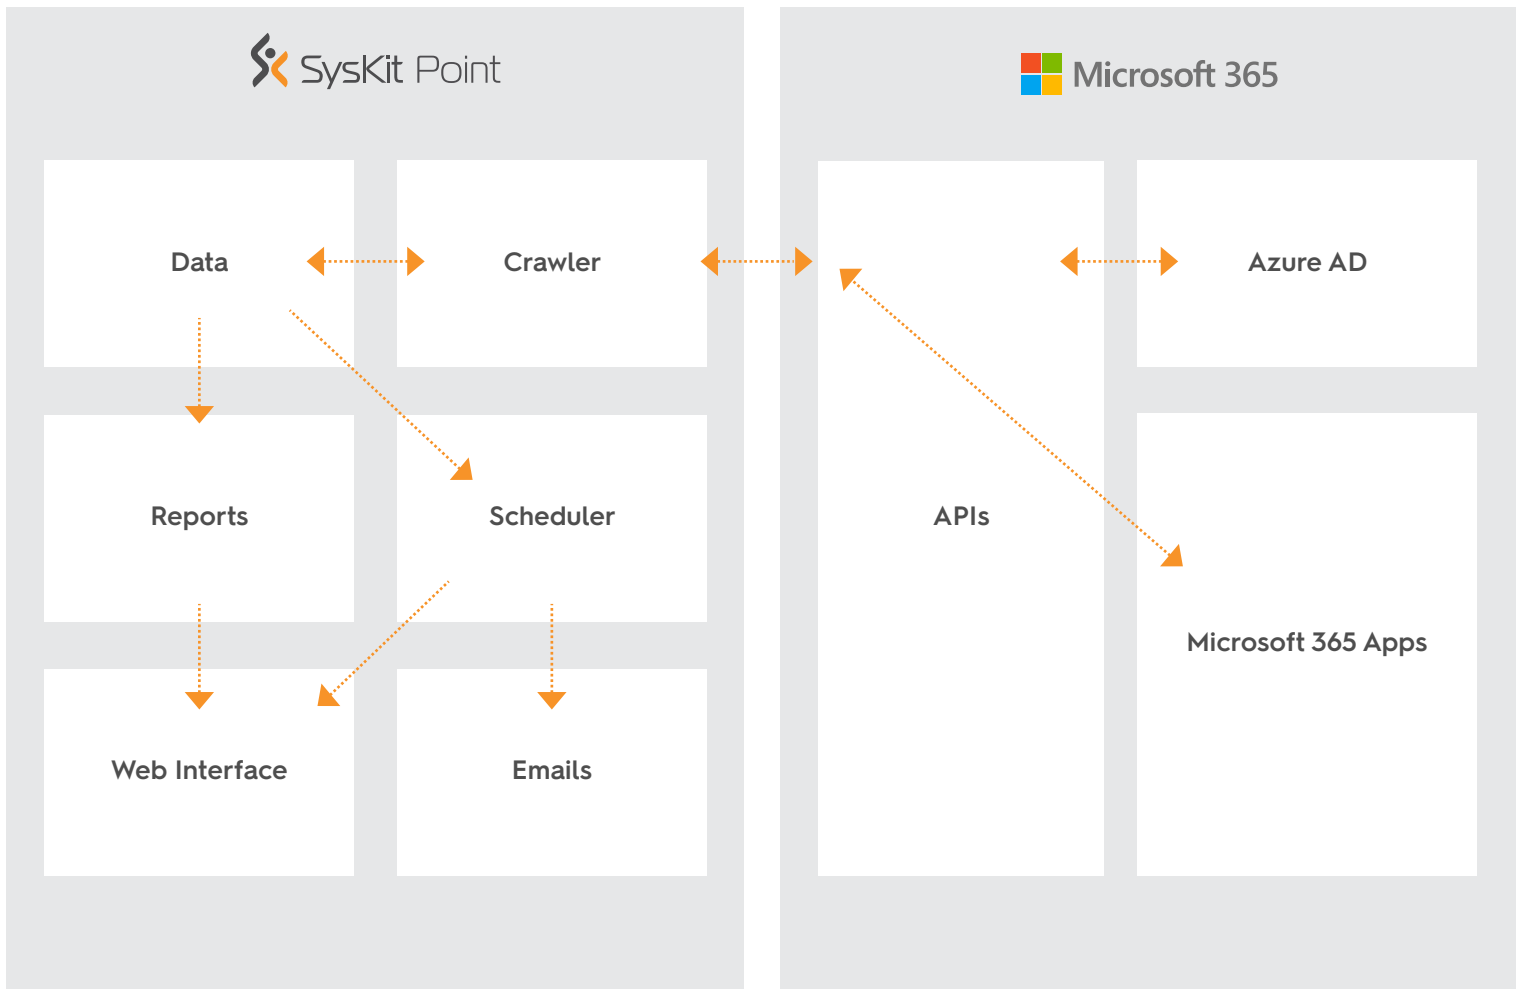 SysKit Point
Microsoft 365
Data
Crawler
Azure AD
Reports
Scheduler
APIs
Microsoft 365 Apps
Web Interface
Emails